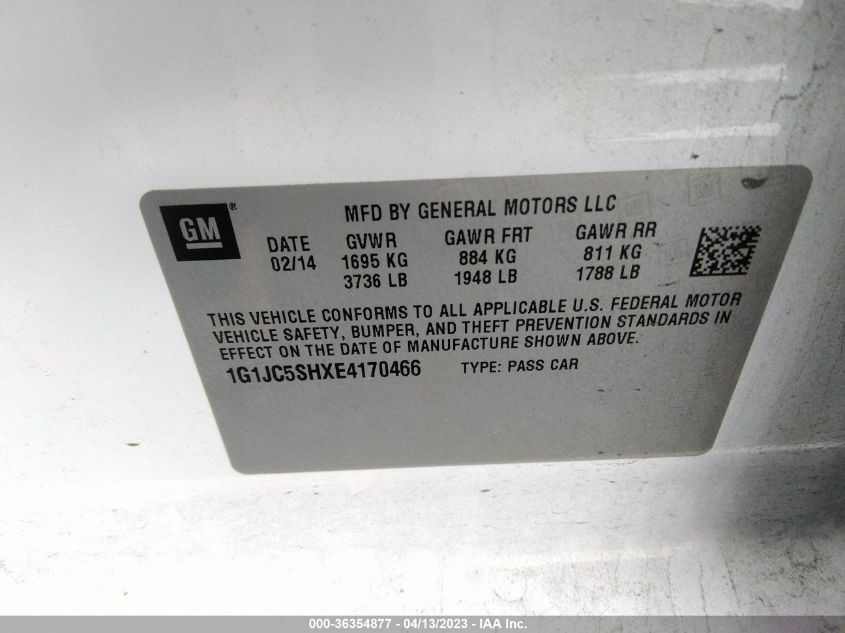 GM®
MFD BY GENERAL MOTORS LLC
DATE GVWR GAWR FRT GAWR RR
02/14 1695 KG 884 KG 811 KG
3736 LB 1948 LB 1788 LB
THIS VEHICLE CONFORMS TO ALL APPLICABLE U.S. FEDERAL MOTOR
VEHICLE SAFETY, BUMPER, AND THEFT PREVENTION STANDARDS IN
EFFECT ON THE DATE OF MANUFACTURE SHOWN ABOVE.
1G1JC5SHXE4170466 TYPE: PASS CAR
000-36354877 - 04/13/2023 - IAA Inc.